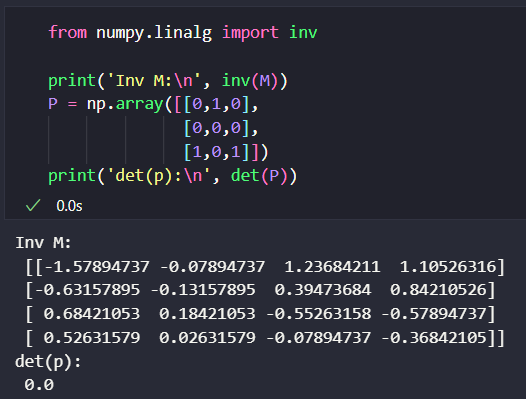 from numpy.linalg import inv
print('Inv M:\n', inv(M))
P = np.array([[0,1,0],
[0,0,0],
[1,0,1]])
print('det(p):\n', det(P))
✓ 0.0s
Inv M:
[[-1.57894737 -0.07894737  1.23684211  1.10526316]
[-0.63157895 -0.13157895  0.39473684  0.84210526]
[ 0.68421053  0.18421053 -0.55263158 -0.57894737]
[ 0.52631579  0.02631579 -0.07894737 -0.36842105]]
det(p):
0.0